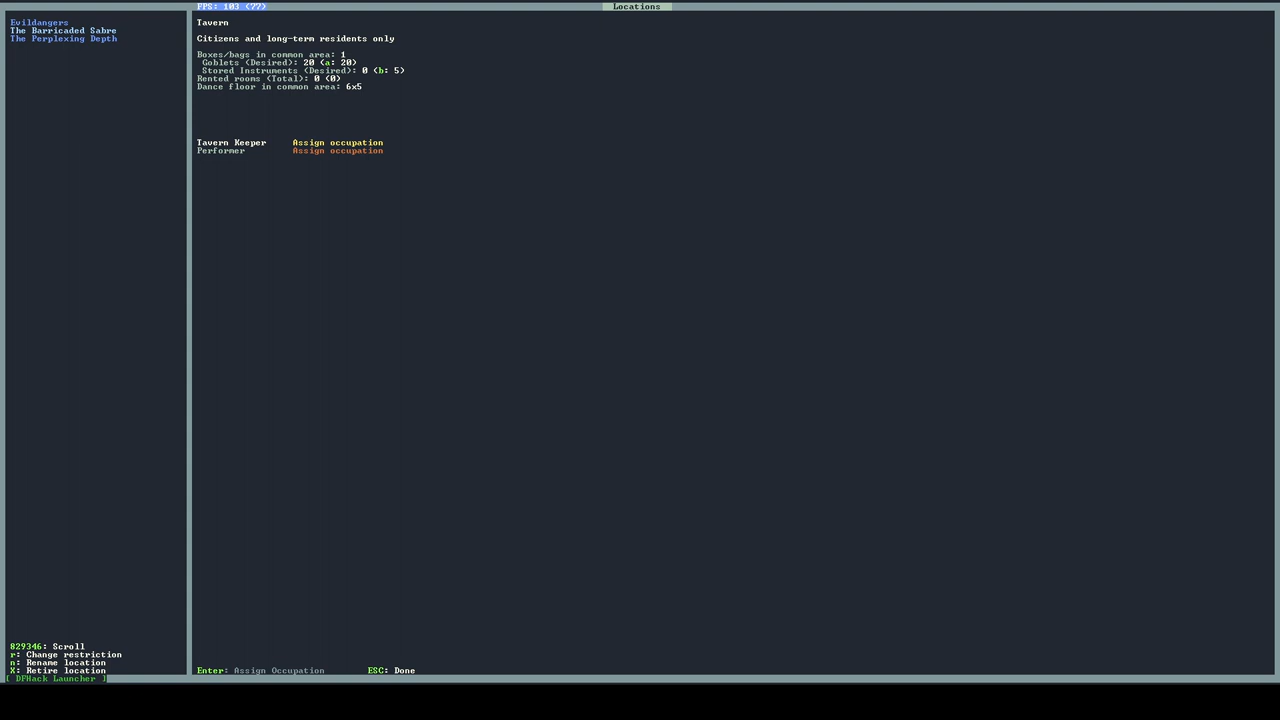 FPS: 103 (77)
Locations
Evildangers
The Barricaded Sabre
The Perplexing Depth
Tavern
Citizens and long-term residents only
Boxes/bags in common area: 1
Goblets (Desired): 20 (a: 20)
Stored Instruments (Desired): 0 (b: 5)
Rented rooms (Total): 0 (0)
Dance floor in common area: 6x5
Tavern Keeper Assign occupation
Performer Assign occupation
829346: Scroll
r: Change restriction
n: Rename location
X: Retire location
[ DFHack Launcher ]
Enter: Assign Occupation ESC: Done